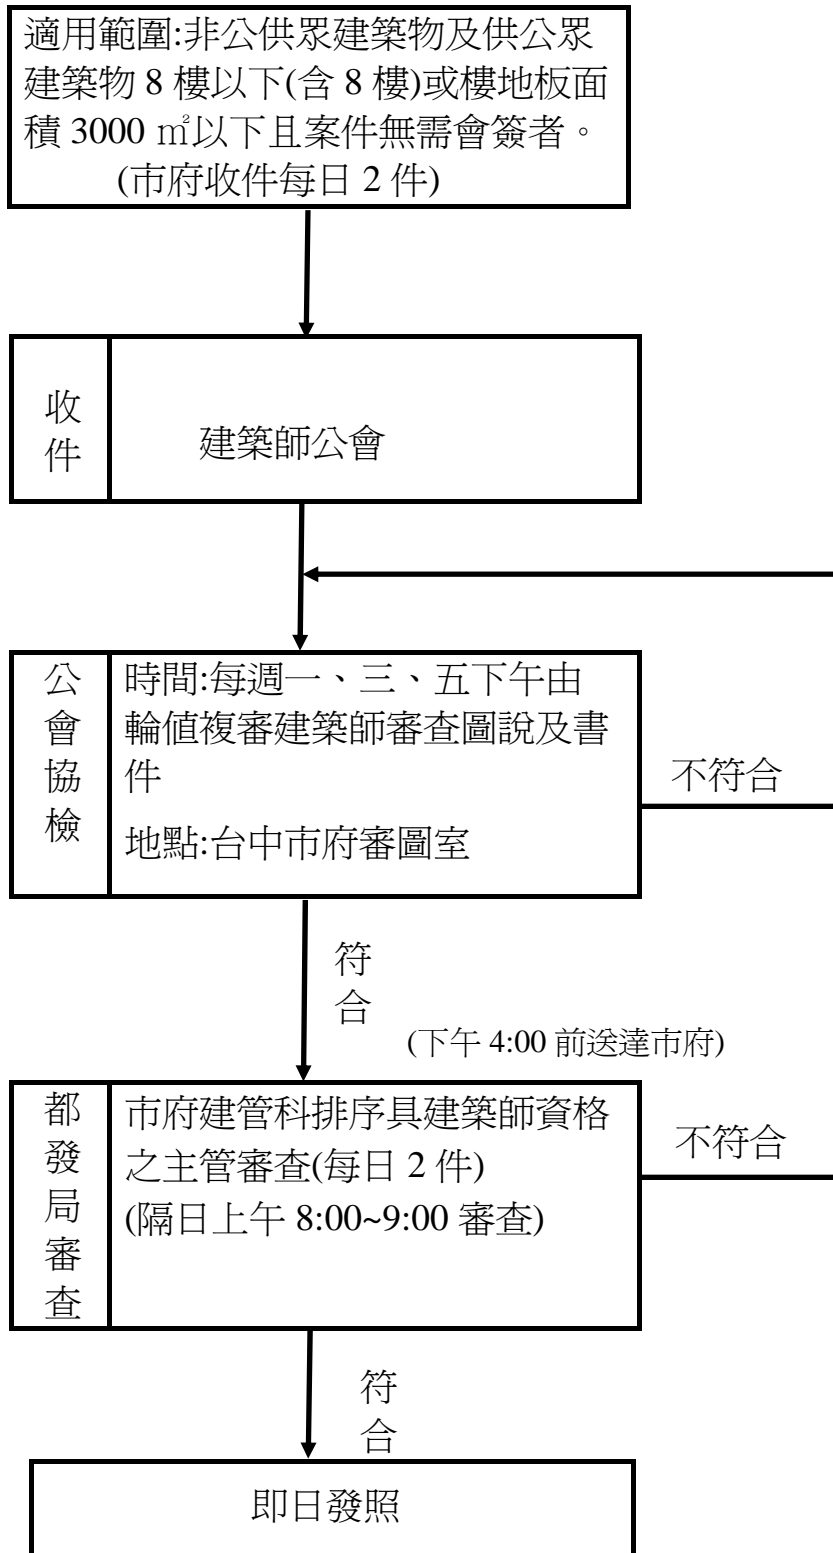 適用範圍:非公供眾建築物及供公眾
建築物 8 樓以下(含 8 樓)或樓地板面
積 3000 ㎡以下且案件無需會簽者。
(市府收件每日 2 件)
收件
建築師公會
公會協檢
時間:每週一、三、五下午由
輪值複審建築師審查圖說及書
件
地點:台中市府審圖室
不符合
符合
(下午 4:00 前送達市府)
都發局審查
市府建管科排序具建築師資格
之主管審查(每日 2 件)
(隔日上午 8:00~9:00 審查)
不符合
符合
即日發照